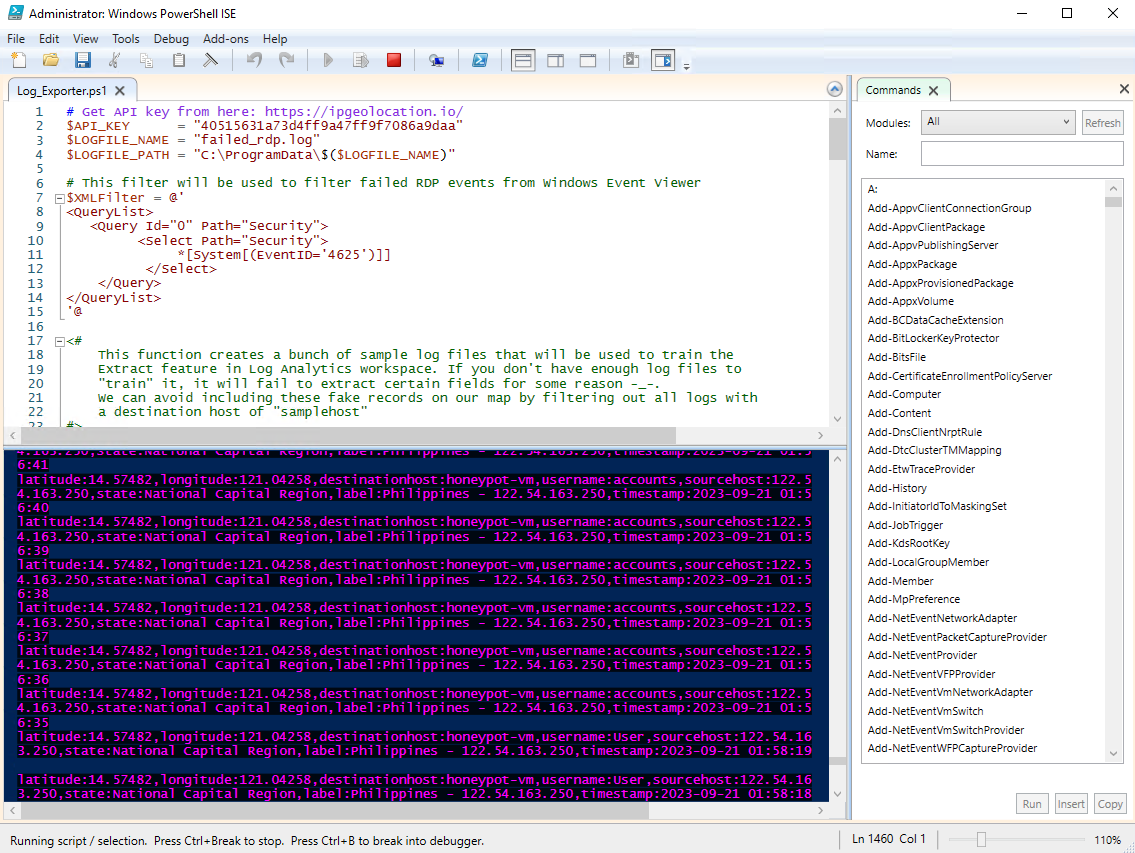 Administrator: Windows PowerShell ISE
File Edit View Tools Debug Add-ons Help
Log_Exporter.ps1
1 # Get API key from here: https://ipgeolocation.io/
2 $API_KEY = "40515631a73d4ff9a47ff9f7086a9daa"
3 $LOGFILE_NAME = "failed_rdp.log"
4 $LOGFILE_PATH = "C:\ProgramData\$($LOGFILE_NAME)"
5
6 # This filter will be used to filter failed RDP events from Windows Event Viewer
7 $XMLFilter = @'
8 <QueryList>
9 <Query Id="0" Path="Security">
10 <Select Path="Security">
11 *[System[(EventID='4625')]]
12 </Select>
13 </Query>
14 </QueryList>
15 '@
16
17 <#
18 This function creates a bunch of sample log files that will be used to train the
19 Extract feature in Log Analytics workspace. If you don't have enough log files to
20 "train" it, it will fail to extract certain fields for some reason -_-.
21 We can avoid including these fake records on our map by filtering out all logs with
22 a destination host of "samplehost"
23 #>
4.163.250,state:National Capital Region,label:Philippines - 122.54.163.250,timestamp:2023-09-21 01:5
6:41
latitude:14.57482,longitude:121.04258,destinationhost:honeypot-vm,username:accounts,sourcehost:122.5
4.163.250,state:National Capital Region,label:Philippines - 122.54.163.250,timestamp:2023-09-21 01:5
6:40
latitude:14.57482,longitude:121.04258,destinationhost:honeypot-vm,username:accounts,sourcehost:122.5
4.163.250,state:National Capital Region,label:Philippines - 122.54.163.250,timestamp:2023-09-21 01:5
6:39
latitude:14.57482,longitude:121.04258,destinationhost:honeypot-vm,username:accounts,sourcehost:122.5
4.163.250,state:National Capital Region,label:Philippines - 122.54.163.250,timestamp:2023-09-21 01:5
6:38
latitude:14.57482,longitude:121.04258,destinationhost:honeypot-vm,username:accounts,sourcehost:122.5
4.163.250,state:National Capital Region,label:Philippines - 122.54.163.250,timestamp:2023-09-21 01:5
6:37
latitude:14.57482,longitude:121.04258,destinationhost:honeypot-vm,username:accounts,sourcehost:122.5
4.163.250,state:National Capital Region,label:Philippines - 122.54.163.250,timestamp:2023-09-21 01:5
6:36
latitude:14.57482,longitude:121.04258,destinationhost:honeypot-vm,username:accounts,sourcehost:122.5
4.163.250,state:National Capital Region,label:Philippines - 122.54.163.250,timestamp:2023-09-21 01:5
6:35
latitude:14.57482,longitude:121.04258,destinationhost:honeypot-vm,username:User,sourcehost:122.54.16
3.250,state:National Capital Region,label:Philippines - 122.54.163.250,timestamp:2023-09-21 01:58:19
latitude:14.57482,longitude:121.04258,destinationhost:honeypot-vm,username:User,sourcehost:122.54.16
3.250,state:National Capital Region,label:Philippines - 122.54.163.250,timestamp:2023-09-21 01:58:18
Commands
Modules: All Refresh
Name:
A:
Add-AppvClientConnectionGroup
Add-AppvClientPackage
Add-AppvPublishingServer
Add-AppxPackage
Add-AppxProvisionedPackage
Add-AppxVolume
Add-BCDataCacheExtension
Add-BitLockerKeyProtector
Add-BitsFile
Add-CertificateEnrollmentPolicyServer
Add-Computer
Add-Content
Add-DnsClientNrptRule
Add-DtcClusterTMMapping
Add-EtwTraceProvider
Add-History
Add-InitiatorIdToMaskingSet
Add-JobTrigger
Add-KdsRootKey
Add-LocalGroupMember
Add-Member
Add-MpPreference
Add-NetEventNetworkAdapter
Add-NetEventPacketCaptureProvider
Add-NetEventProvider
Add-NetEventVFPProvider
Add-NetEventVmNetworkAdapter
Add-NetEventVmSwitch
Add-NetEventVmSwitchProvider
Add-NetEventWFPCaptureProvider
Run Insert Copy
Running script / selection. Press Ctrl+Break to stop. Press Ctrl+B to break into debugger.
Ln 1460 Col 1
110%